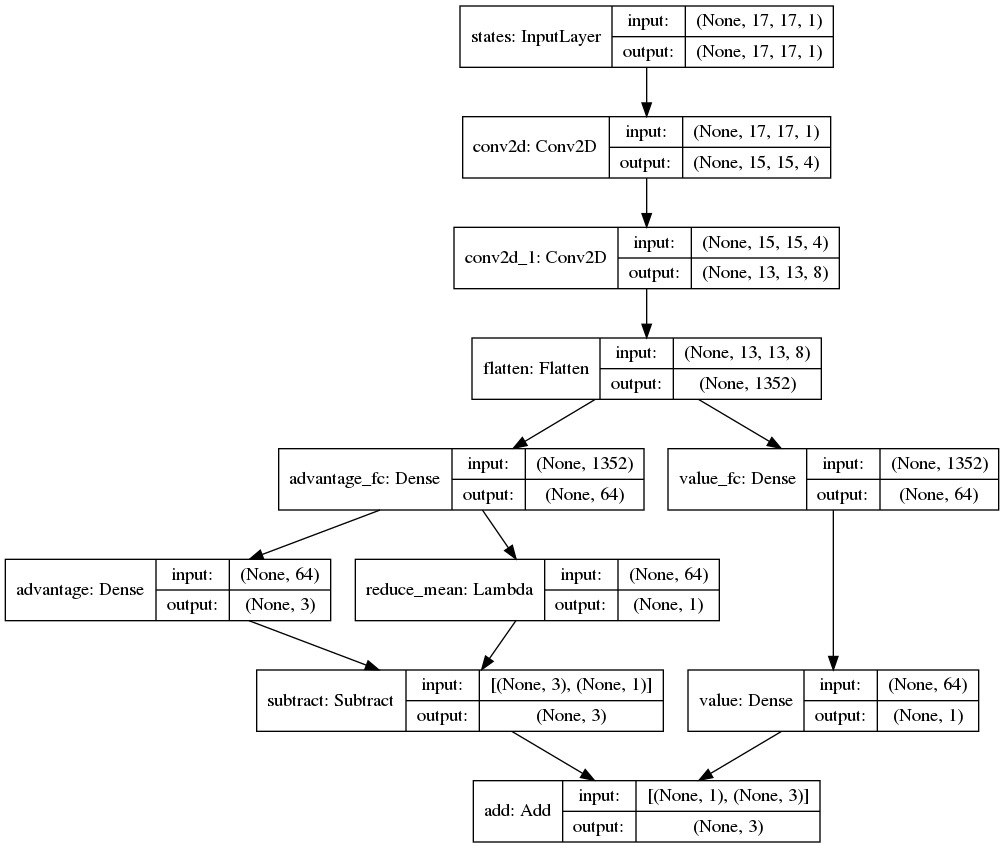 states: InputLayer
input: (None, 17, 17, 1)
output: (None, 17, 17, 1)
conv2d: Conv2D
input: (None, 17, 17, 1)
output: (None, 15, 15, 4)
conv2d_1: Conv2D
input: (None, 15, 15, 4)
output: (None, 13, 13, 8)
flatten: Flatten
input: (None, 13, 13, 8)
output: (None, 1352)
advantage_fc: Dense
input: (None, 1352)
output: (None, 64)
value_fc: Dense
input: (None, 1352)
output: (None, 64)
advantage: Dense
input: (None, 64)
output: (None, 3)
reduce_mean: Lambda
input: (None, 64)
output: (None, 1)
subtract: Subtract
input: [(None, 3), (None, 1)]
output: (None, 3)
value: Dense
input: (None, 64)
output: (None, 1)
add: Add
input: [(None, 1), (None, 3)]
output: (None, 3)